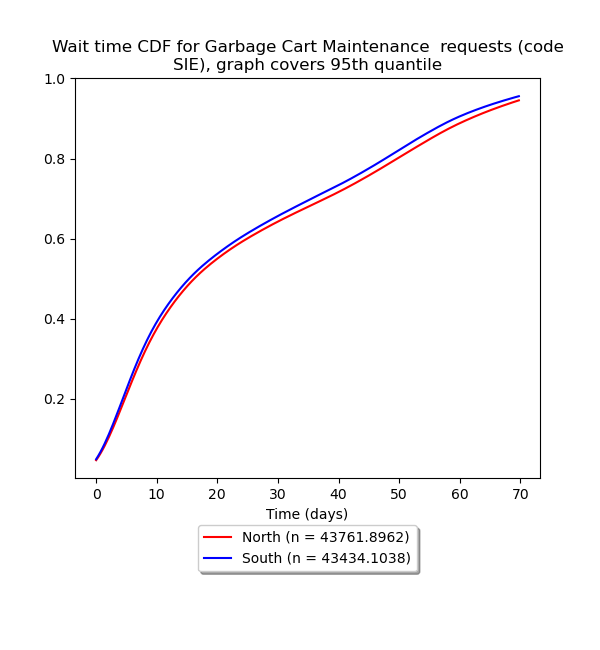 Wait time CDF for Garbage Cart Maintenance  requests (code
SIE), graph covers 95th quantile
1.0
0.8
0.6
0.4
0.2
0 10 20 30 40 50 60 70
Time (days)
North (n = 43761.8962)
South (n = 43434.1038)